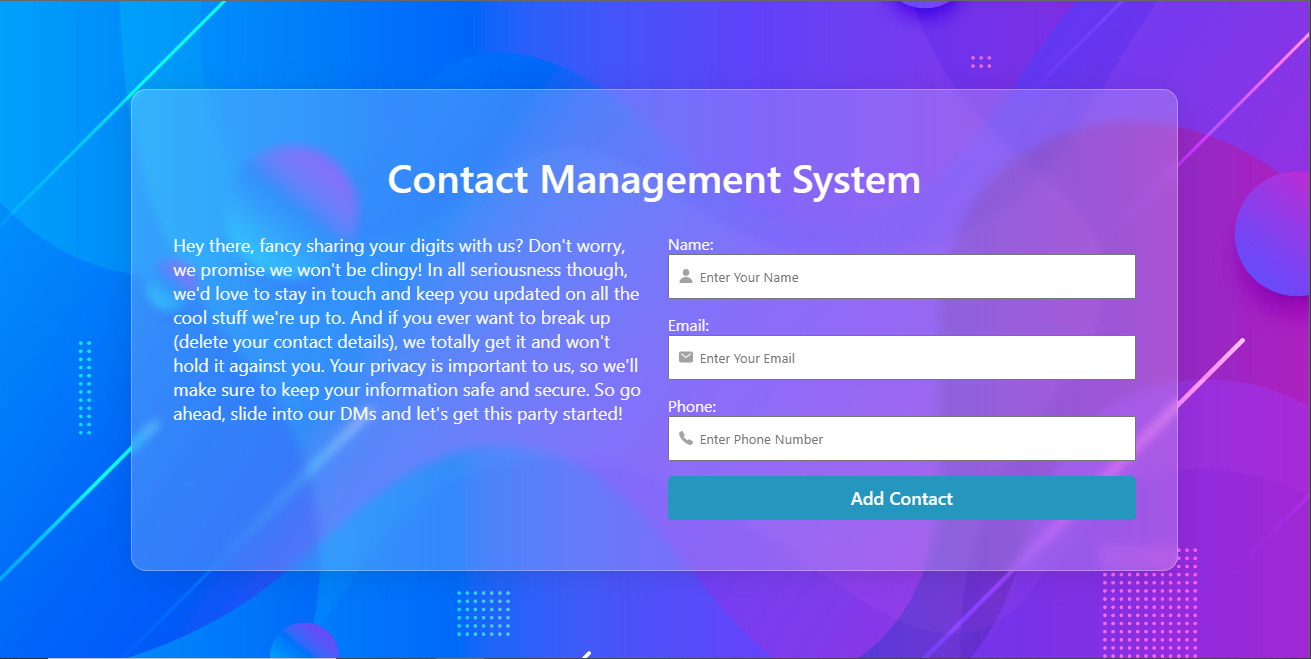 Contact Management System
Hey there, fancy sharing your digits with us? Don't worry,
we promise we won't be clingy! In all seriousness though,
we'd love to stay in touch and keep you updated on all the
cool stuff we're up to. And if you ever want to break up
(delete your contact details), we totally get it and won't
hold it against you. Your privacy is important to us, so we'll
make sure to keep your information safe and secure. So go
ahead, slide into our DMs and let's get this party started!
Name:
Enter Your Name
Email:
Enter Your Email
Phone:
Enter Phone Number
Add Contact